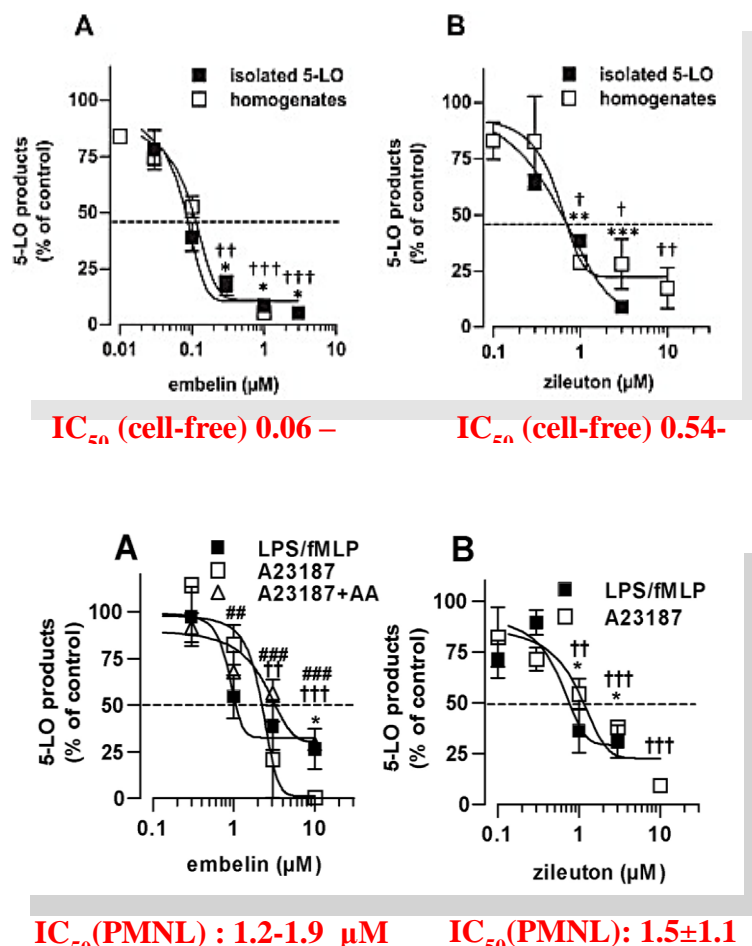 A
isolated 5-LO
homogenates
5-LO products
(% of control)
100
75
50
25
0
††
*
†††
*
†††
*
0.01
0.1
1
10
embelin (µM)
IC50 (cell-free) 0.06 –
B
isolated 5-LO
homogenates
5-LO products
(% of control)
100
75
50
25
0
†
**
†
***
††
0.1
1
10
zileuton (µM)
IC50 (cell-free) 0.54-
A
LPS/fMLP
A23187
A23187+AA
5-LO products
(% of control)
100
75
50
25
0
##
###
††
###
†††
*
0.1
1
10
embelin (µM)
IC50(PMNL) : 1.2-1.9 µM
B
LPS/fMLP
A23187
5-LO products
(% of control)
100
75
50
25
0
††
*
†††
*
†††
0.1
1
10
zileuton (µM)
IC50(PMNL): 1.5±1.1